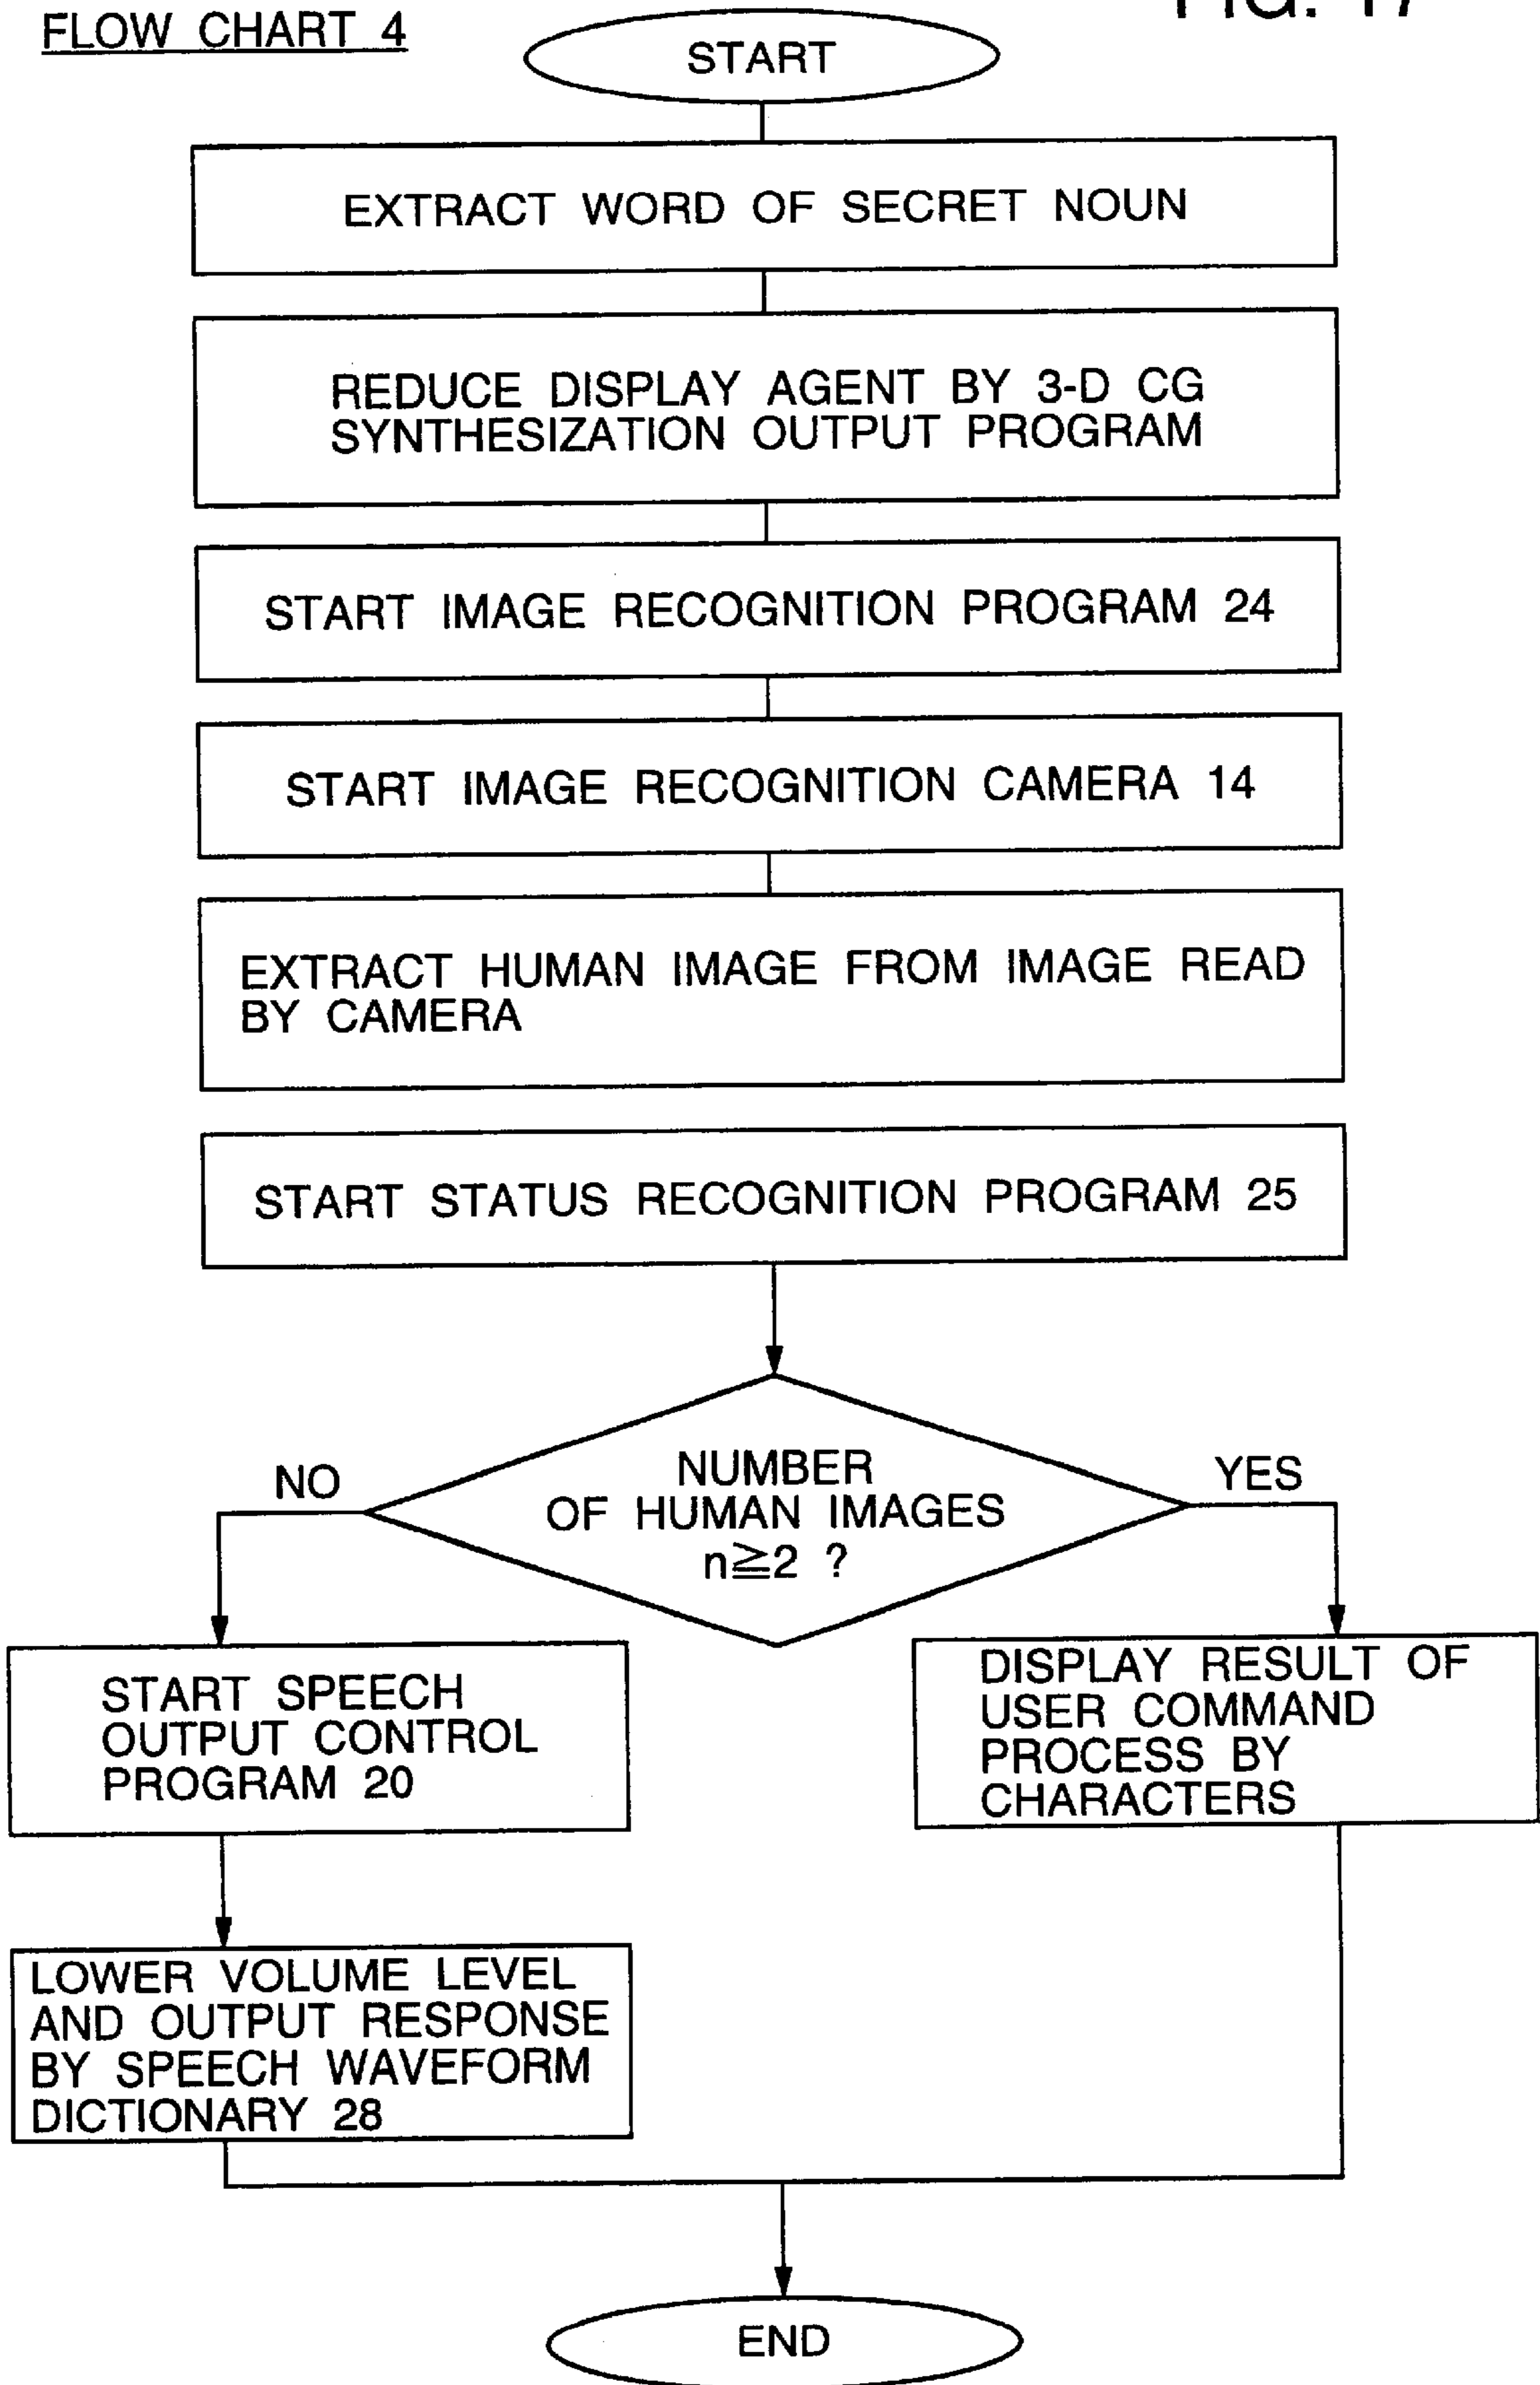 FLOW CHART 4
FIG. 17
START
EXTRACT WORD OF SECRET NOUN
REDUCE DISPLAY AGENT BY 3-D CG
SYNTHESIZATION OUTPUT PROGRAM
START IMAGE RECOGNITION PROGRAM 24
START IMAGE RECOGNITION CAMERA 14
EXTRACT HUMAN IMAGE FROM IMAGE READ
BY CAMERA
START STATUS RECOGNITION PROGRAM 25
NUMBER
OF HUMAN IMAGES
n≧2 ?
NO
YES
START SPEECH
OUTPUT CONTROL
PROGRAM 20
DISPLAY RESULT OF
USER COMMAND
PROCESS BY
CHARACTERS
LOWER VOLUME LEVEL
AND OUTPUT RESPONSE
BY SPEECH WAVEFORM
DICTIONARY 28
END